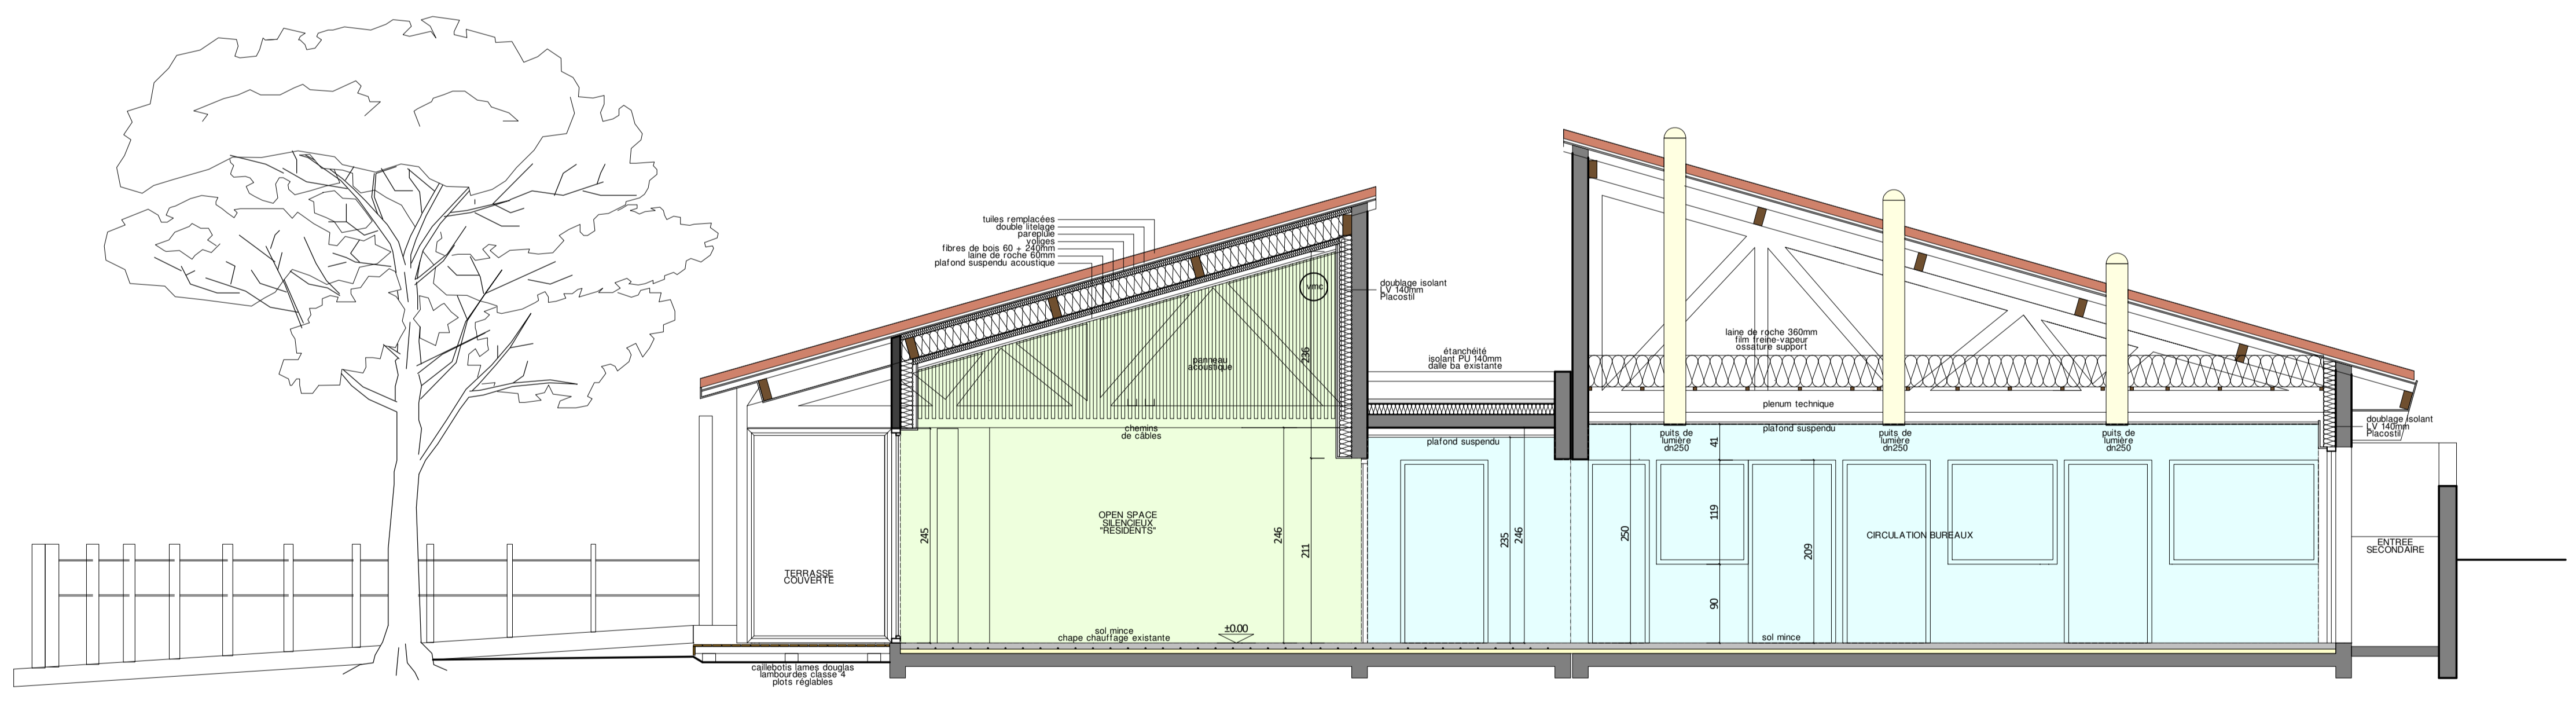 tuiles remplacées
double litelage
parepluie
voliges
fibres de bois 60 + 240mm
laine de roche 60mm
plafond suspendu acoustique
vmc
doublage isolant
LV 140mm
Placostil
236
panneau
acoustique
étanchéité
isolant PU 140mm
dalle ba existante
laine de roche 360mm
film freine-vapeur
ossature support
plenum technique
chemins
de câbles
plafond suspendu
puits de
lumière
dn250
41
plafond suspendu
puits de
lumière
dn250
puits de
lumière
dn250
doublage isolant
LV 140mm
Placostil
245
OPEN SPACE
SILENCIEUX
"RESIDENTS"
246
211
235
246
250
119
209
CIRCULATION BUREAUX
ENTREE
SECONDAIRE
TERRASSE
COUVERTE
90
sol mince
chape chauffage existante
±0.00
sol mince
caillebotis lames douglas
lambourdes classe 4
plots réglables